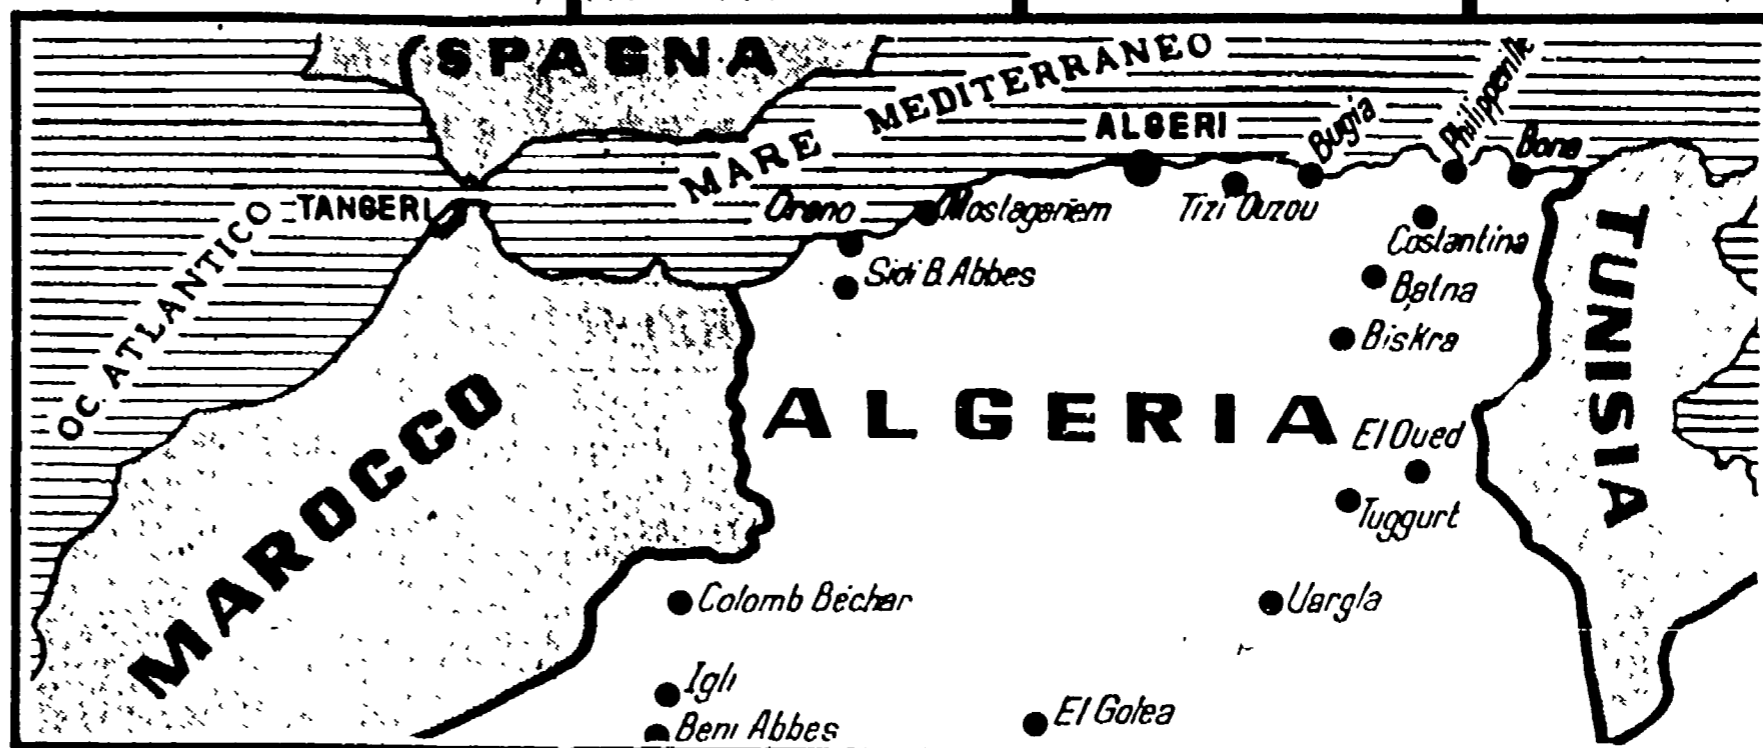 SPAGNA
MARE MEDITERRANEO
ALGERI
Bugia
Philippeville
Bona
OC. ATLANTICO
TANGERI
Orano
Mostaganem
Tizi Ouzou
Costantina
Sidi B. Abbes
Batna
Biskra
TUNISIA
MAROCCO
ALGERIA
El Oued
Tuggurt
Colomb Béchar
Uargla
Igli
El Golea
Beni Abbes